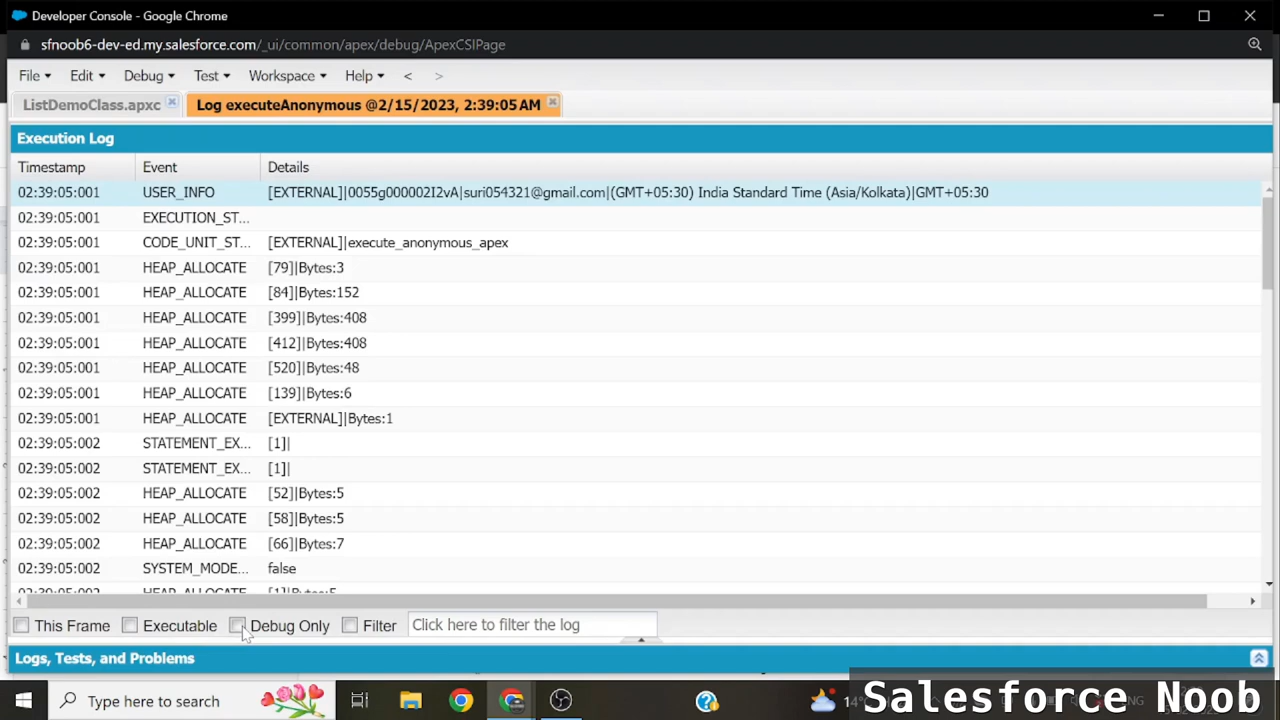 Developer Console - Google Chrome
sfnoob6-dev-ed.my.salesforce.com/_ui/common/apex/debug/ApexCSIPage
File Edit Debug Test Workspace Help < >
ListDemoClass.apxc Log executeAnonymous @2/15/2023, 2:39:05 AM
Execution Log
Timestamp Event Details
02:39:05:001 USER_INFO [EXTERNAL]|0055g000002I2vA|suri054321@gmail.com|(GMT+05:30) India Standard Time (Asia/Kolkata)|GMT+05:30
02:39:05:001 EXECUTION_ST...
02:39:05:001 CODE_UNIT_ST... [EXTERNAL]|execute_anonymous_apex
02:39:05:001 HEAP_ALLOCATE [79]|Bytes:3
02:39:05:001 HEAP_ALLOCATE [84]|Bytes:152
02:39:05:001 HEAP_ALLOCATE [399]|Bytes:408
02:39:05:001 HEAP_ALLOCATE [412]|Bytes:408
02:39:05:001 HEAP_ALLOCATE [520]|Bytes:48
02:39:05:001 HEAP_ALLOCATE [139]|Bytes:6
02:39:05:001 HEAP_ALLOCATE [EXTERNAL]|Bytes:1
02:39:05:002 STATEMENT_EX... [1]|
02:39:05:002 STATEMENT_EX... [1]|
02:39:05:002 HEAP_ALLOCATE [52]|Bytes:5
02:39:05:002 HEAP_ALLOCATE [58]|Bytes:5
02:39:05:002 HEAP_ALLOCATE [66]|Bytes:7
02:39:05:002 SYSTEM_MODE... false
02:39:05:002 HEAP_ALLOCATE [1]|Bytes:5
This Frame Executable Debug Only Filter Click here to filter the log
Logs, Tests, and Problems
Type here to search
Salesforce Noob